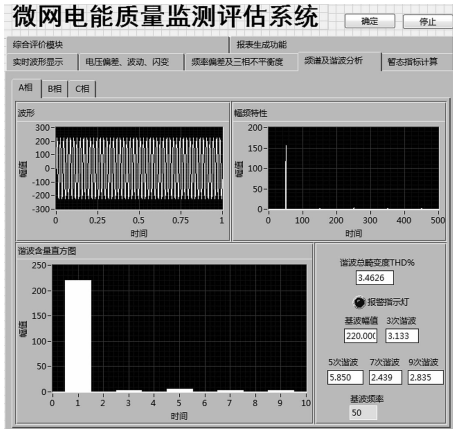 微网电能质量监测评估系统
确定 停止
综合评价模块 报表生成功能
实时波形显示 电压偏差、波动、闪变 频率偏差及三相不平衡度 频谱及谐波分析 暂态指标计算
A相 B相 C相
波形
300
200
100
0
-100
-200
-300
幅值
0 0.25 0.5 0.75 1
时间
幅频特性
200
150
100
50
0
幅值
0 100 200 300 400 500
时间
谐波含量直方图
250
200
150
100
50
0
幅值
0 1 2 3 4 5 6 7 8 9 10
时间
谐波总畸变度THD%
3.4626
报警指示灯
基波幅值 3次谐波
220.000 3.133
5次谐波 7次谐波 9次谐波
5.850 2.439 2.835
基波频率
50